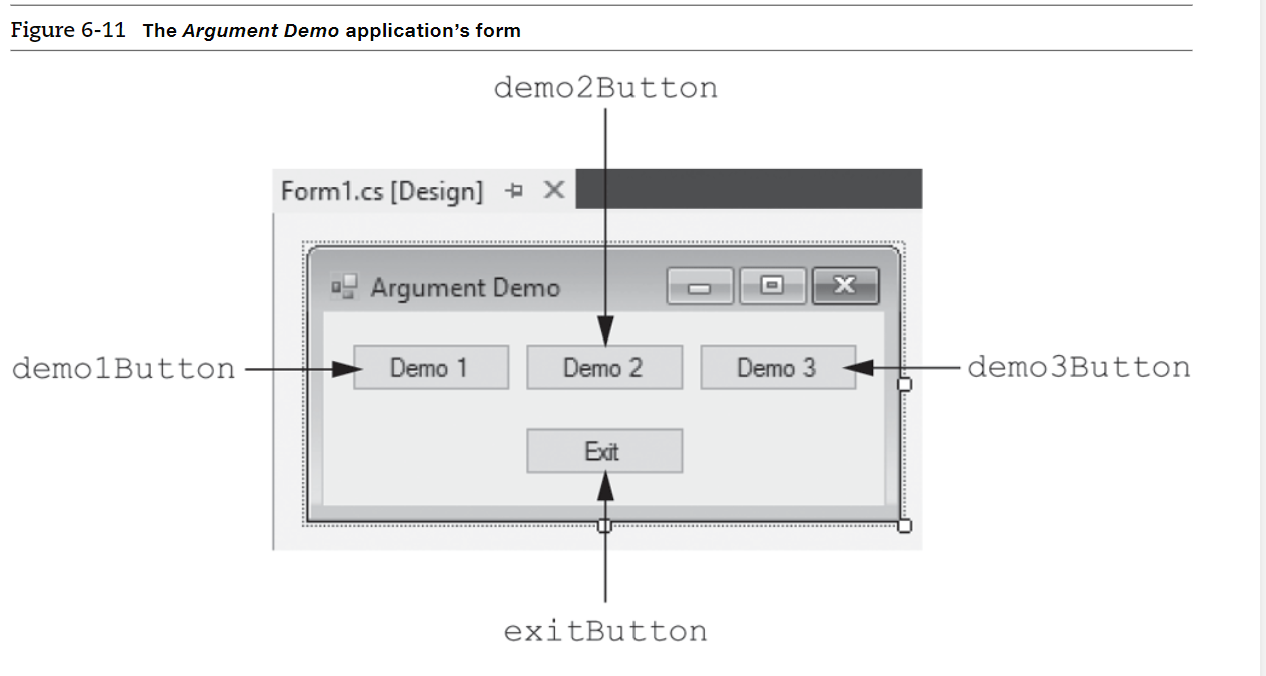 Figure 6-11 The Argument Demo application's form
demo2Button
Form1.cs [Design]
Argument Demo
demo1Button
Demo 1
Demo 2
Demo 3
demo3Button
Exit
exitButton